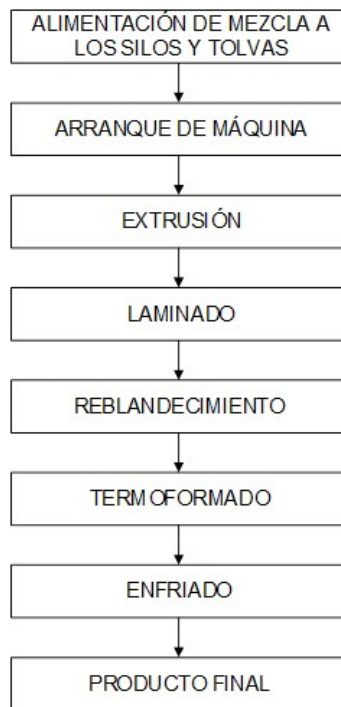 ALIMENTACIÓN DE MEZCLA A
LOS SILOS Y TOLVAS
ARRANQUE DE MÁQUINA
EXTRUSIÓN
LAMINADO
REBLANDECIMIENTO
TERMOFORMADO
ENFRIADO
PRODUCTO FINAL